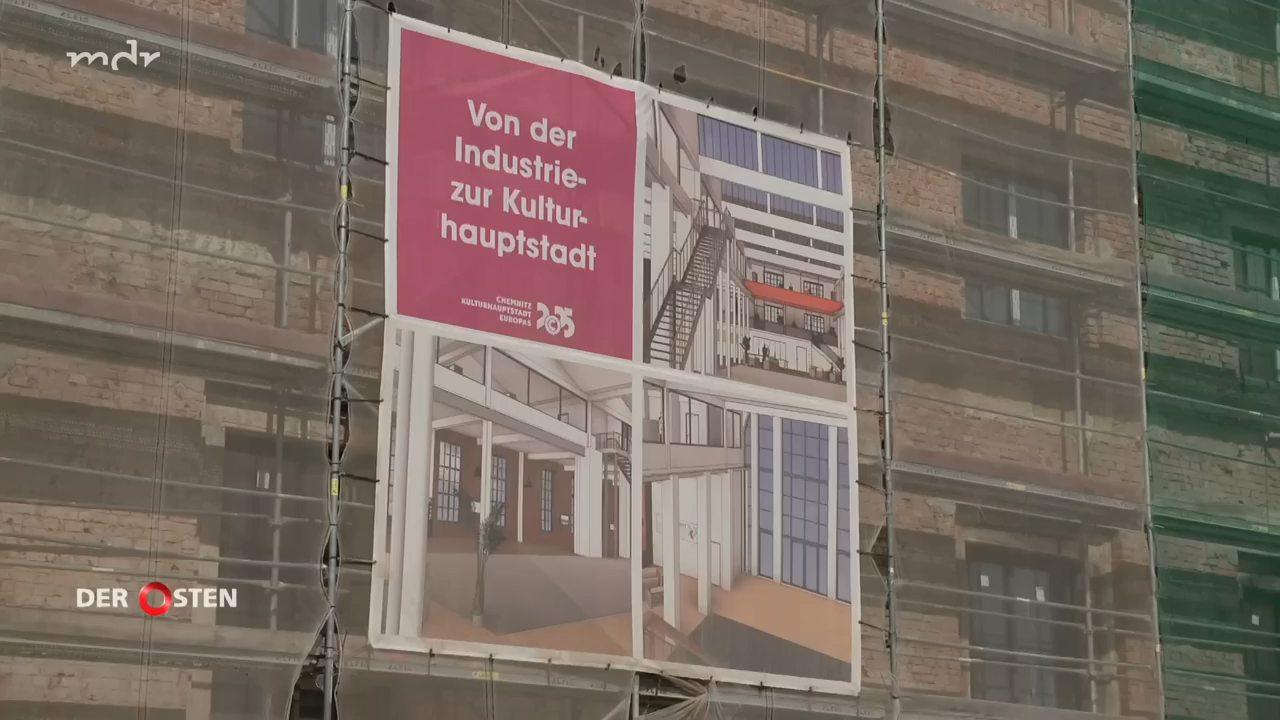 mdr
Von der
Industrie-
zur Kultur-
hauptstadt
CHEMNITZ
KULTURHAUPTSTADT
EUROPAS
2025
DER OSTEN